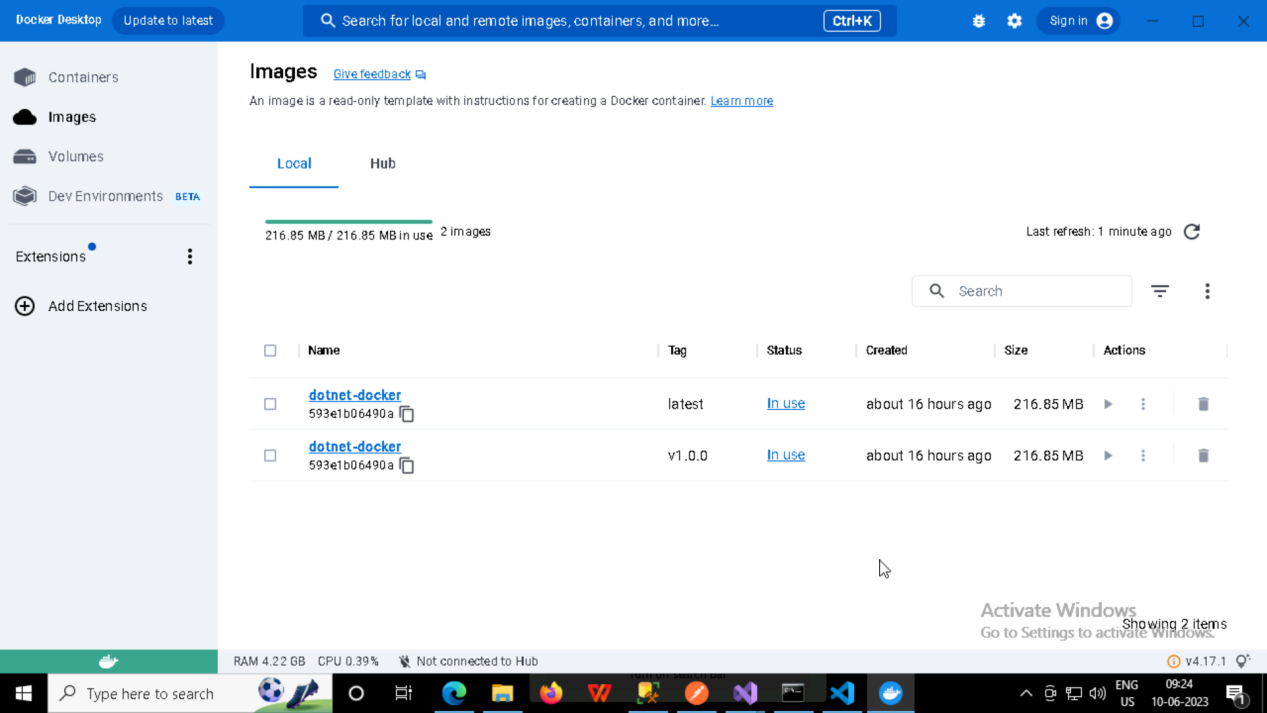 Docker Desktop Update to latest Search for local and remote images, containers, and more... Ctrl+K Sign in
Containers
Images
Volumes
Dev Environments BETA
Extensions
Add Extensions
Images Give feedback
An image is a read-only template with instructions for creating a Docker container. Learn more
Local Hub
216.85 MB / 216.85 MB in use 2 images Last refresh: 1 minute ago
Search
Name Tag Status Created Size Actions
dotnet-docker latest In use about 16 hours ago 216.85 MB
593e1b06490a
dotnet-docker v1.0.0 In use about 16 hours ago 216.85 MB
593e1b06490a
Activate Windows
Showing 2 items
Go to Settings to activate Windows.
RAM 4.22 GB CPU 0.39% Not connected to Hub v4.17.1
Turn on search bar
Type here to search ENG 09:24
US 10-06-2023 1